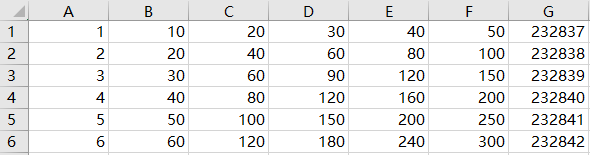 A B C D E F G
1 1 10 20 30 40 50 232837
2 2 20 40 60 80 100 232838
3 3 30 60 90 120 150 232839
4 4 40 80 120 160 200 232840
5 5 50 100 150 200 250 232841
6 6 60 120 180 240 300 232842